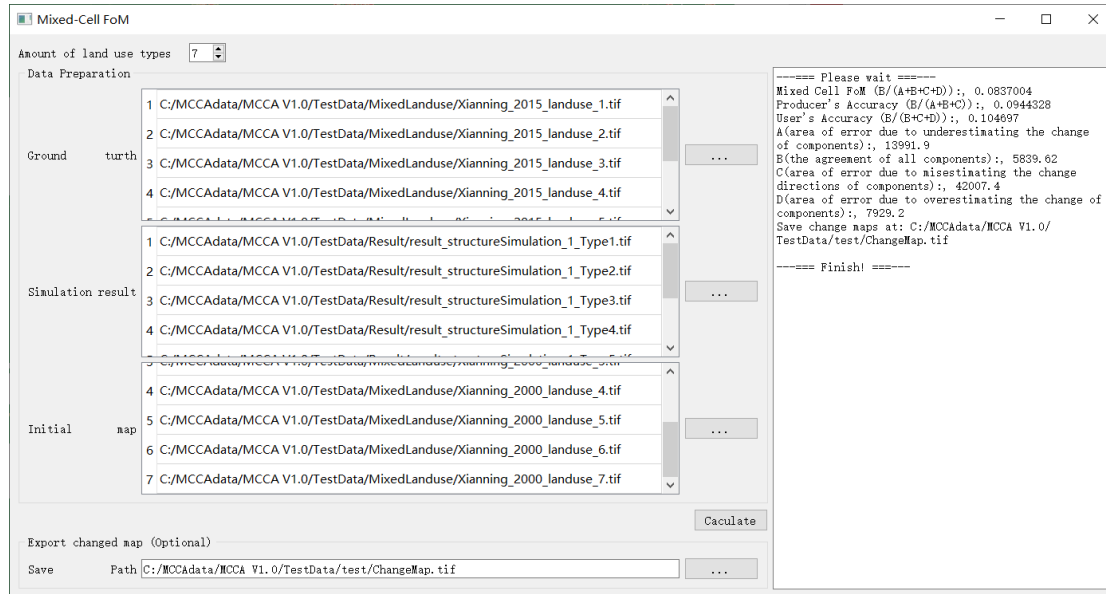 Mixed-Cell FoM
Amount of land use types 7
Data Preparation
Ground turth
1 C:/MCCAdata/MCCA V1.0/TestData/MixedLanduse/Xianning_2015_landuse_1.tif
2 C:/MCCAdata/MCCA V1.0/TestData/MixedLanduse/Xianning_2015_landuse_2.tif
3 C:/MCCAdata/MCCA V1.0/TestData/MixedLanduse/Xianning_2015_landuse_3.tif
4 C:/MCCAdata/MCCA V1.0/TestData/MixedLanduse/Xianning_2015_landuse_4.tif
...
Simulation result
1 C:/MCCAdata/MCCA V1.0/TestData/Result/result_structureSimulation_1_Type1.tif
2 C:/MCCAdata/MCCA V1.0/TestData/Result/result_structureSimulation_1_Type2.tif
3 C:/MCCAdata/MCCA V1.0/TestData/Result/result_structureSimulation_1_Type3.tif
4 C:/MCCAdata/MCCA V1.0/TestData/Result/result_structureSimulation_1_Type4.tif
...
Initial map
4 C:/MCCAdata/MCCA V1.0/TestData/MixedLanduse/Xianning_2000_landuse_4.tif
5 C:/MCCAdata/MCCA V1.0/TestData/MixedLanduse/Xianning_2000_landuse_5.tif
6 C:/MCCAdata/MCCA V1.0/TestData/MixedLanduse/Xianning_2000_landuse_6.tif
7 C:/MCCAdata/MCCA V1.0/TestData/MixedLanduse/Xianning_2000_landuse_7.tif
...
Caculate
Export changed map (Optional)
Save Path C:/MCCAdata/MCCA V1.0/TestData/test/ChangeMap.tif
...
---=== Please wait ===---
Mixed Cell FoM (B/(A+B+C+D)):, 0.0837004
Producer's Accuracy (B/(A+B+C)):, 0.0944328
User's Accuracy (B/(B+C+D)):, 0.104697
A(area of error due to underestimating the change
of components):, 13991.9
B(the agreement of all components):, 5839.62
C(area of error due to misestimating the change
directions of components):, 42007.4
D(area of error due to overestimating the change of
components):, 7929.2
Save change maps at: C:/MCCAdata/MCCA V1.0/
TestData/test/ChangeMap.tif
---=== Finish! ===---